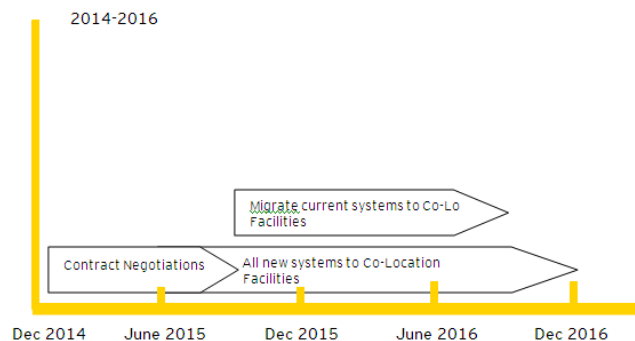 2014-2016
Migrate current systems to Co-Lo
Facilities
Contract Negotiations
All new systems to Co-Location
Facilities
Dec 2014
June 2015
Dec 2015
June 2016
Dec 2016